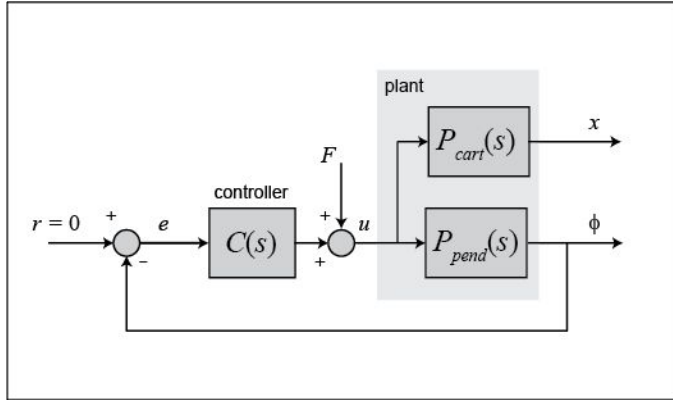 plant
P_cart(s)
x
F
controller
r = 0
+
e
−
C(s)
+
+
u
P_pend(s)
ϕ